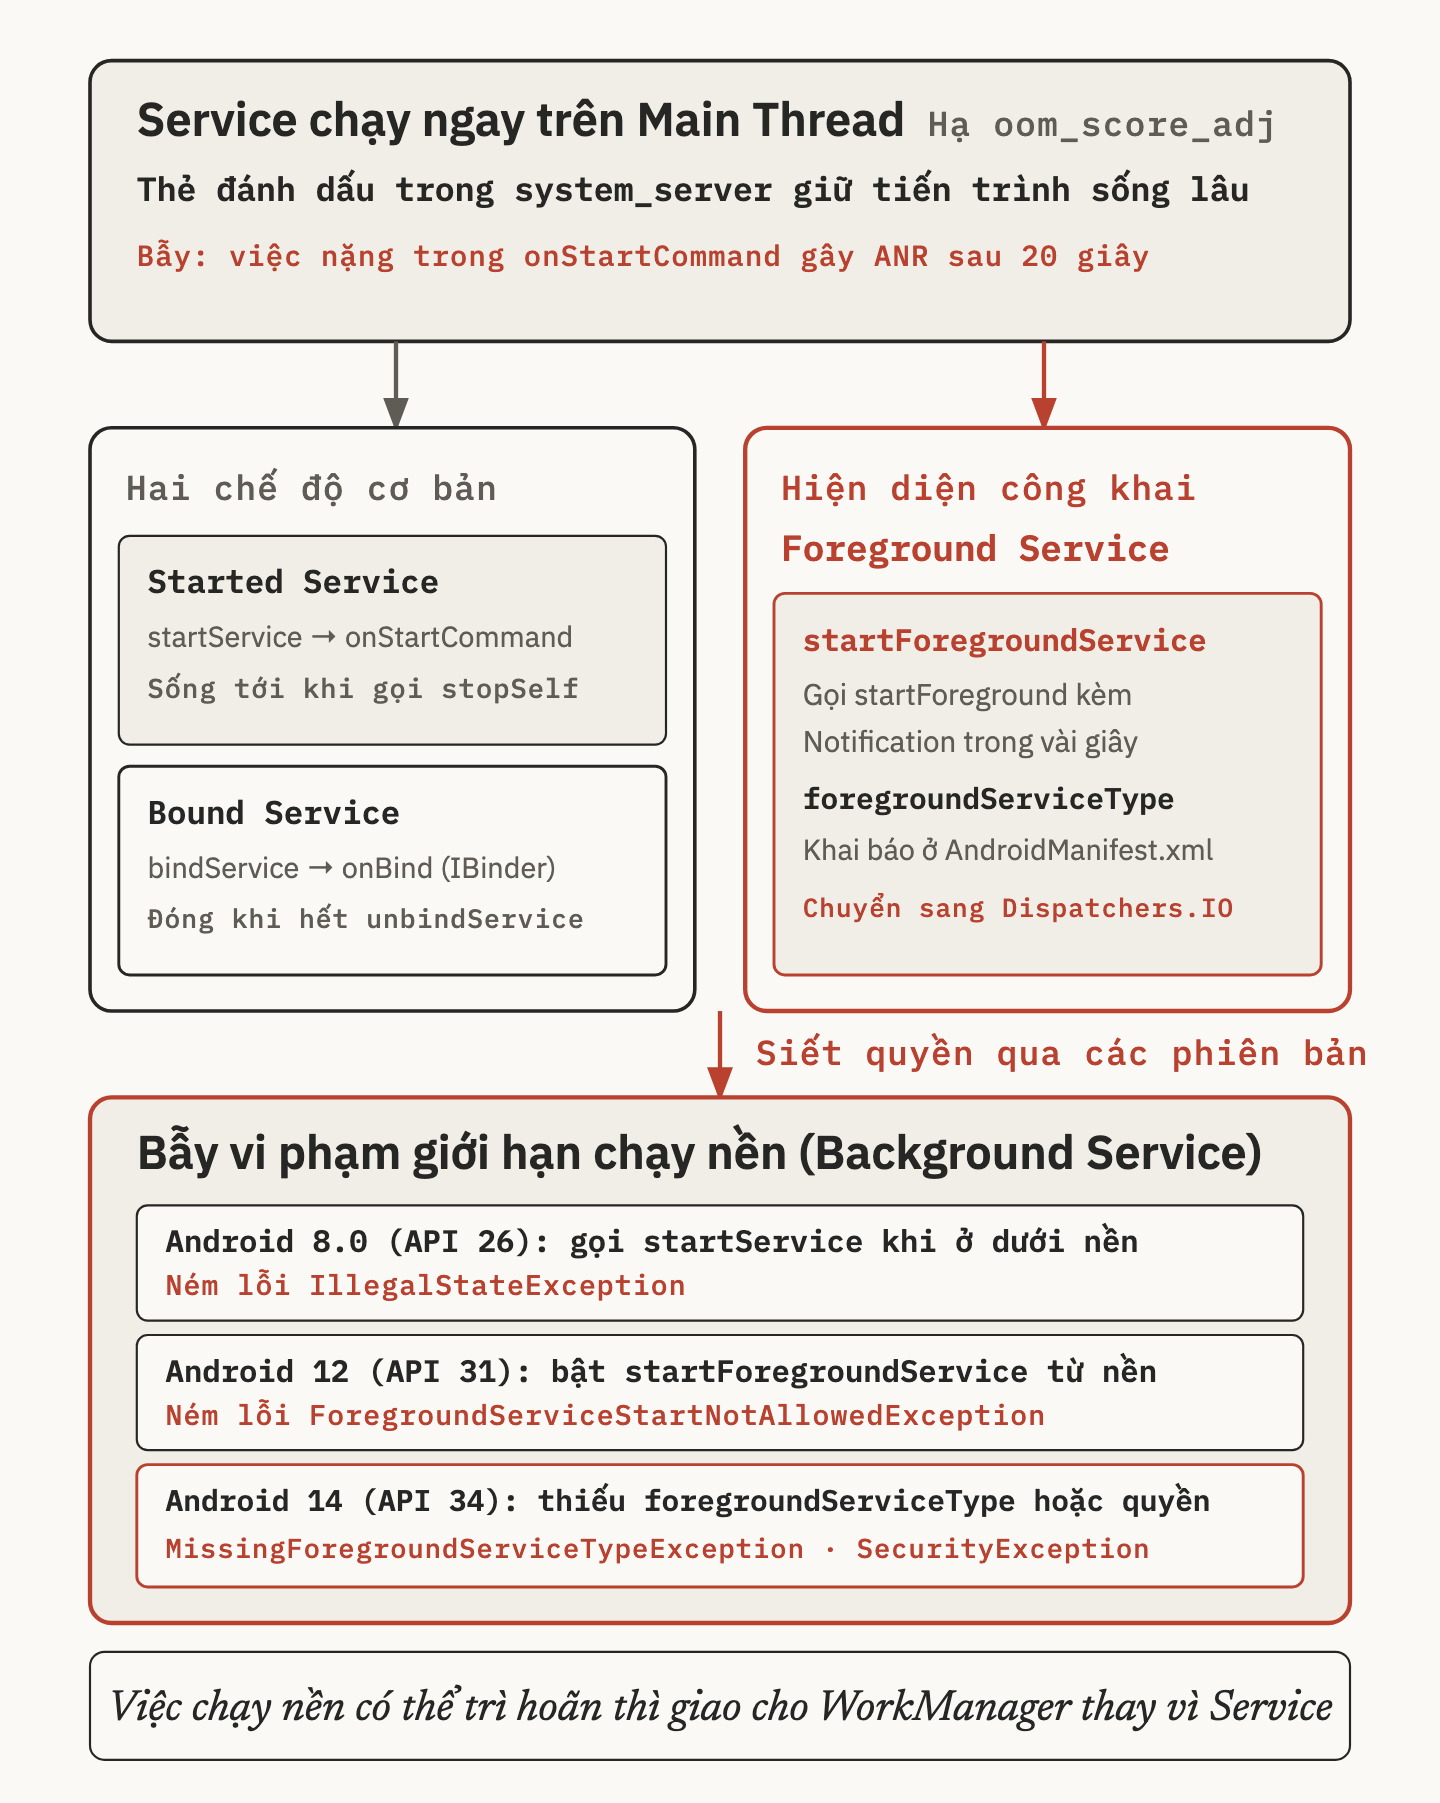 Service chạy ngay trên Main Thread Hạ oom_score_adj
Thẻ đánh dấu trong system_server giữ tiến trình sống lâu
Bẫy: việc nặng trong onStartCommand gây ANR sau 20 giây
Hai chế độ cơ bản
Started Service
startService → onStartCommand
Sống tới khi gọi stopSelf
Bound Service
bindService → onBind (IBinder)
Đóng khi hết unbindService
Hiện diện công khai
Foreground Service
startForegroundService
Gọi startForeground kèm
Notification trong vài giây
foregroundServiceType
Khai báo ở AndroidManifest.xml
Chuyển sang Dispatchers.IO
Siết quyền qua các phiên bản
Bẫy vi phạm giới hạn chạy nền (Background Service)
Android 8.0 (API 26): gọi startService khi ở dưới nền
Ném lỗi IllegalStateException
Android 12 (API 31): bật startForegroundService từ nền
Ném lỗi ForegroundServiceStartNotAllowedException
Android 14 (API 34): thiếu foregroundServiceType hoặc quyền
MissingForegroundServiceTypeException · SecurityException
Việc chạy nền có thể trì hoãn thì giao cho WorkManager thay vì Service